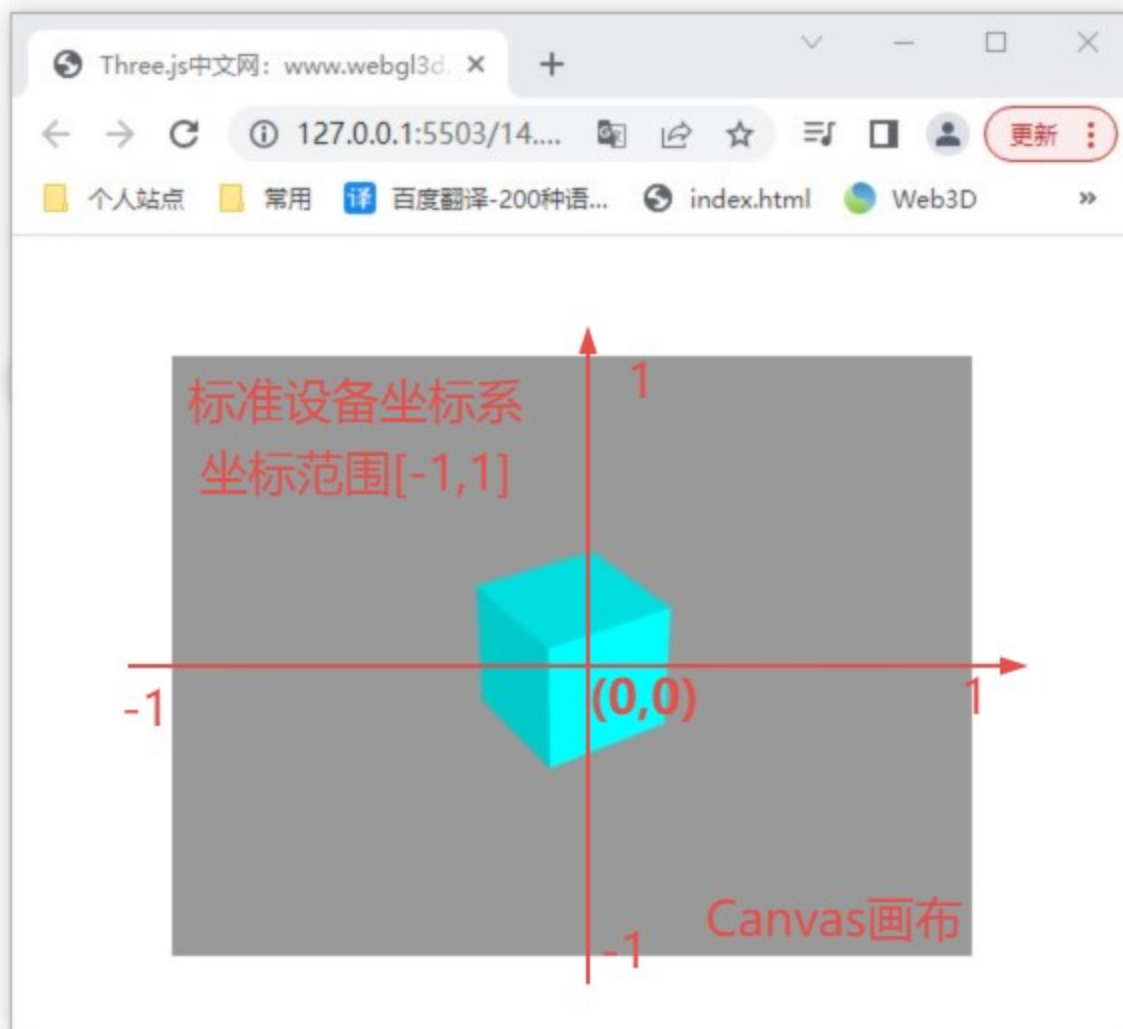 Three.js中文网：www.webgl3d.
127.0.0.1:5503/14....
更新
个人站点
常用
译
百度翻译-200种语...
index.html
Web3D
1
标准设备坐标系
坐标范围[-1,1]
(0,0)
-1
1
Canvas画布
-1